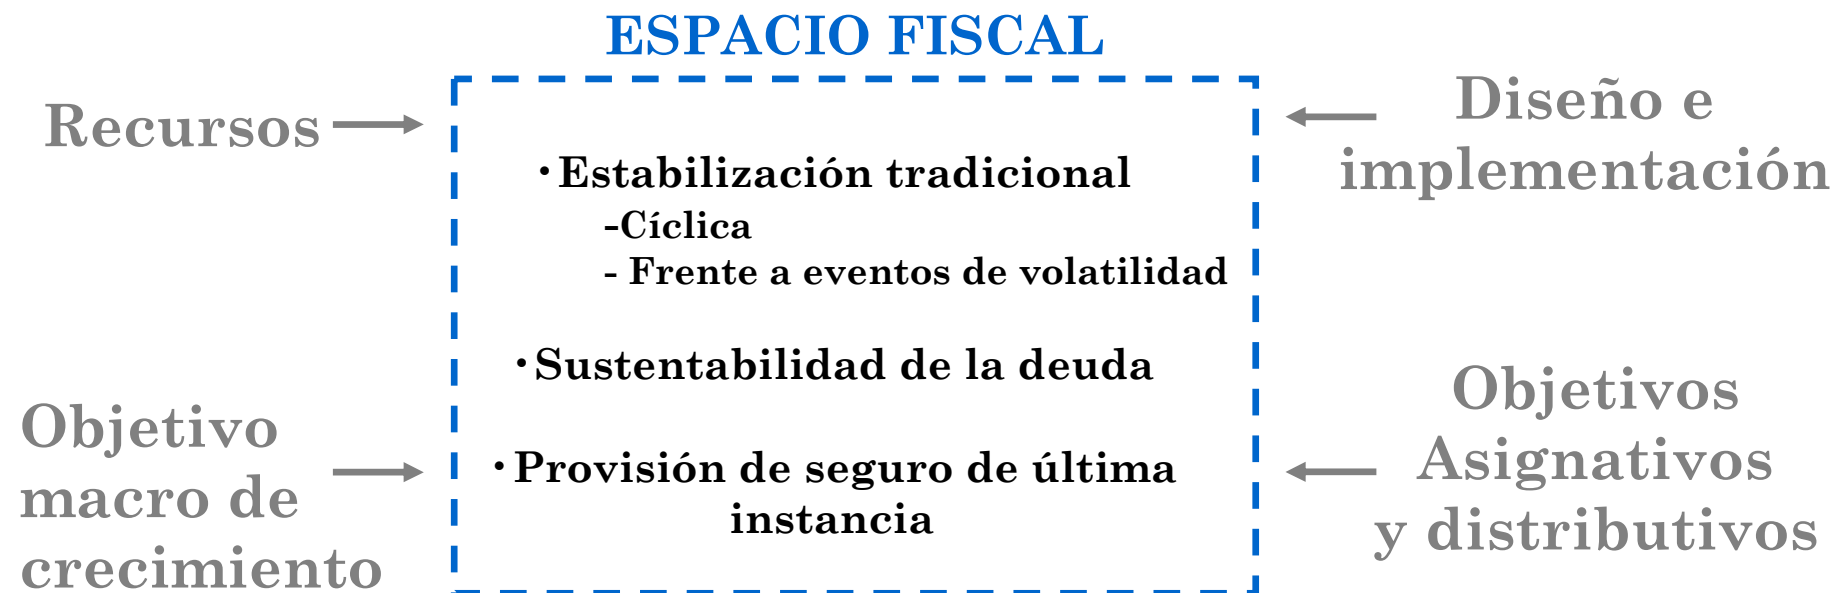 ESPACIO FISCAL
Recursos
Objetivo
macro de
crecimiento
·Estabilización tradicional
-Cíclica
- Frente a eventos de volatilidad
·Sustentabilidad de la deuda
·Provisión de seguro de última
instancia
Diseño e
implementación
Objetivos
Asignativos
y distributivos